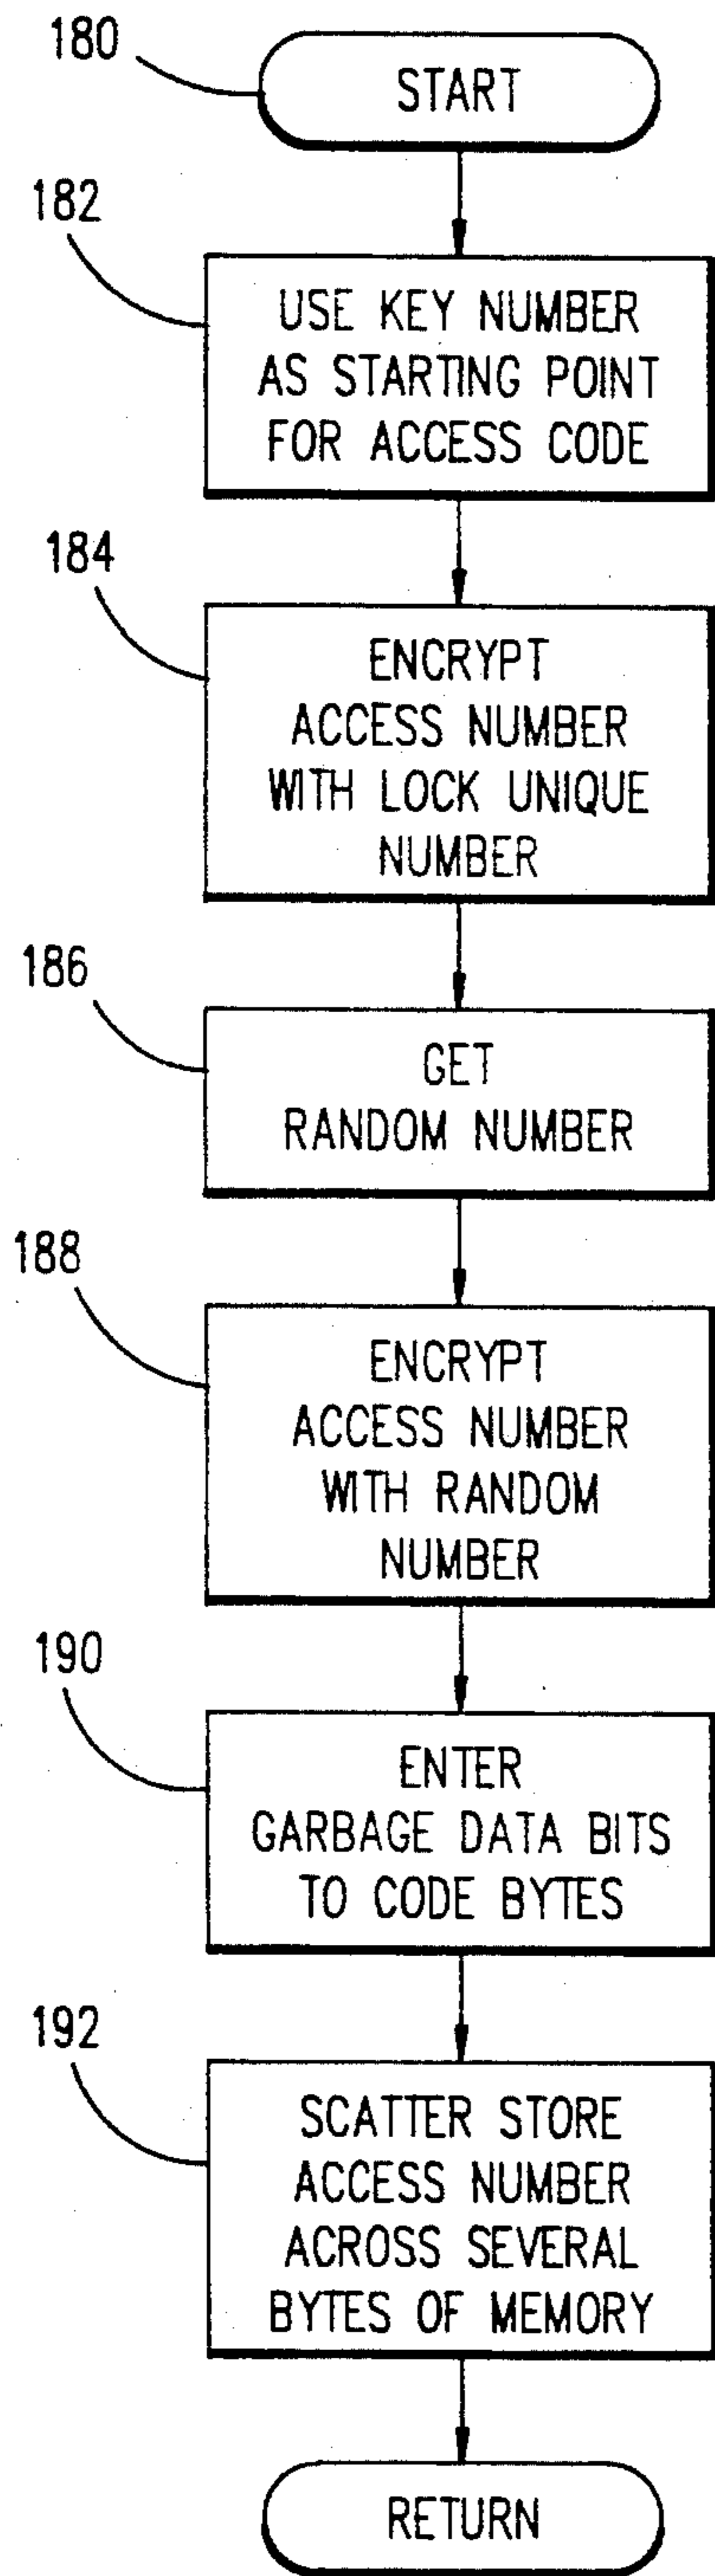 180
START
182
USE KEY NUMBER
AS STARTING POINT
FOR ACCESS CODE
184
ENCRYPT
ACCESS NUMBER
WITH LOCK UNIQUE
NUMBER
186
GET
RANDOM NUMBER
188
ENCRYPT
ACCESS NUMBER
WITH RANDOM
NUMBER
190
ENTER
GARBAGE DATA BITS
TO CODE BYTES
192
SCATTER STORE
ACCESS NUMBER
ACROSS SEVERAL
BYTES OF MEMORY
RETURN